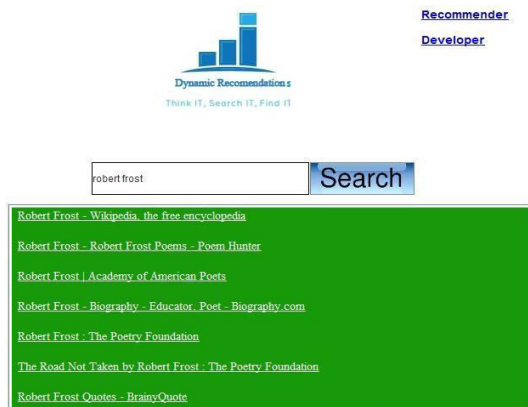 Recommender
Developer
Dynamic Recomendations
Think IT, Search IT, Find IT
robert frost
Search
Robert Frost - Wikipedia, the free encyclopedia
Robert Frost - Robert Frost Poems - Poem Hunter
Robert Frost | Academy of American Poets
Robert Frost - Biography - Educator, Poet - Biography.com
Robert Frost : The Poetry Foundation
The Road Not Taken by Robert Frost : The Poetry Foundation
Robert Frost Quotes - BrainyQuote